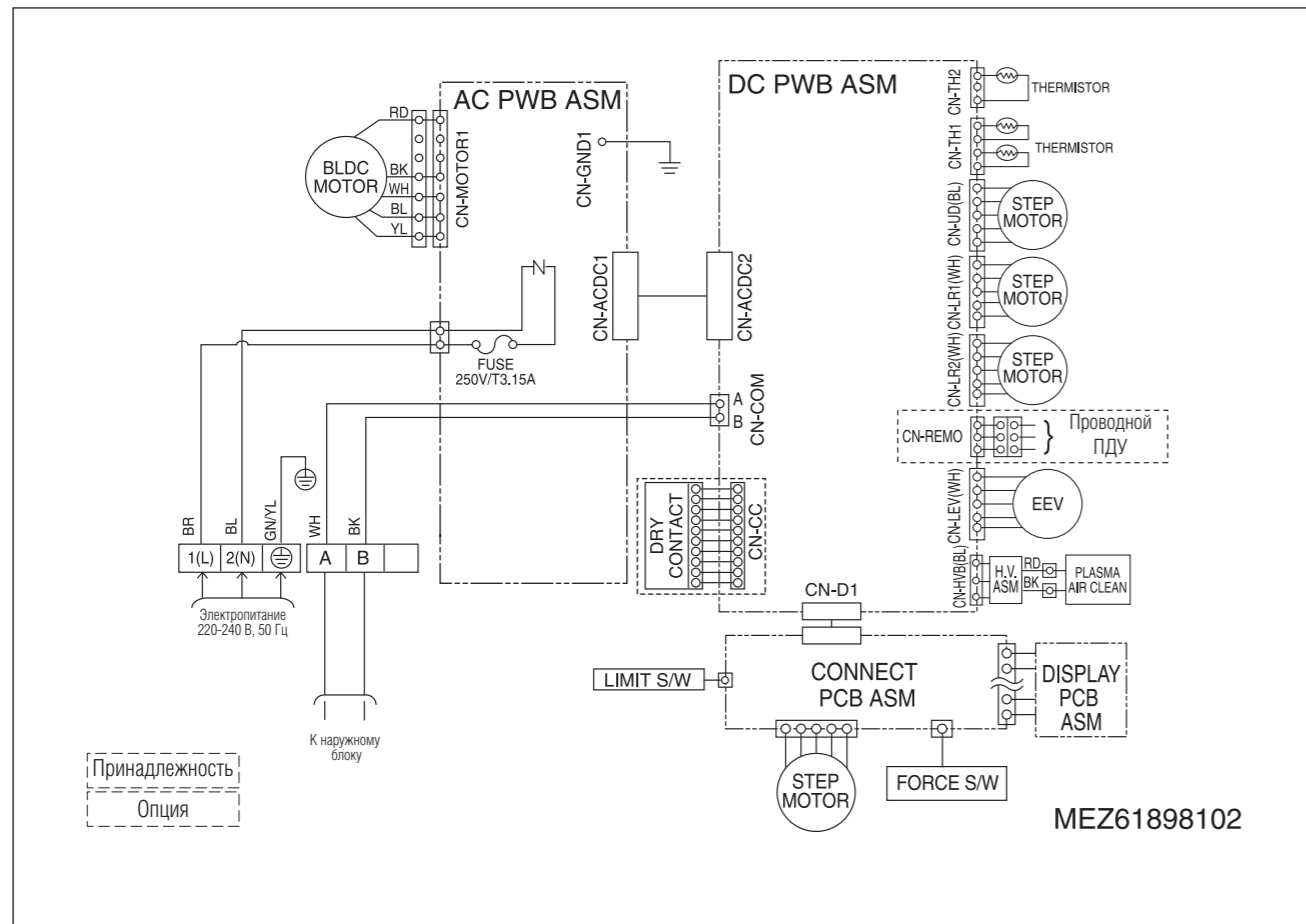 AC PWB ASM
DC PWB ASM
RD
BK
WH
BL
YL
BLDC
MOTOR
CN-MOTOR1
CN-GND1
CN-ACDC1
CN-ACDC2
N
FUSE
250V/T3.15A
CN-COM
A
B
CN-TH2
THERMISTOR
CN-TH1
THERMISTOR
CN-UD(BL)
STEP
MOTOR
CN-LR1(WH)
STEP
MOTOR
CN-LR2(WH)
STEP
MOTOR
CN-REMO
}
Проводной
ПДУ
CN-LEV(WH)
EEV
CN-HVB(BL)
H.V.
ASM
RD
BK
PLASMA
AIR CLEAN
BR
BL
GN/YL
WH
BK
1(L)
2(N)
A
B
Электропитание
220-240 В, 50 Гц
К наружному
блоку
DRY
CONTACT
CN-CC
CN-D1
LIMIT S/W
CONNECT
PCB ASM
DISPLAY
PCB
ASM
STEP
MOTOR
FORCE S/W
Принадлежность
Опция
MEZ61898102